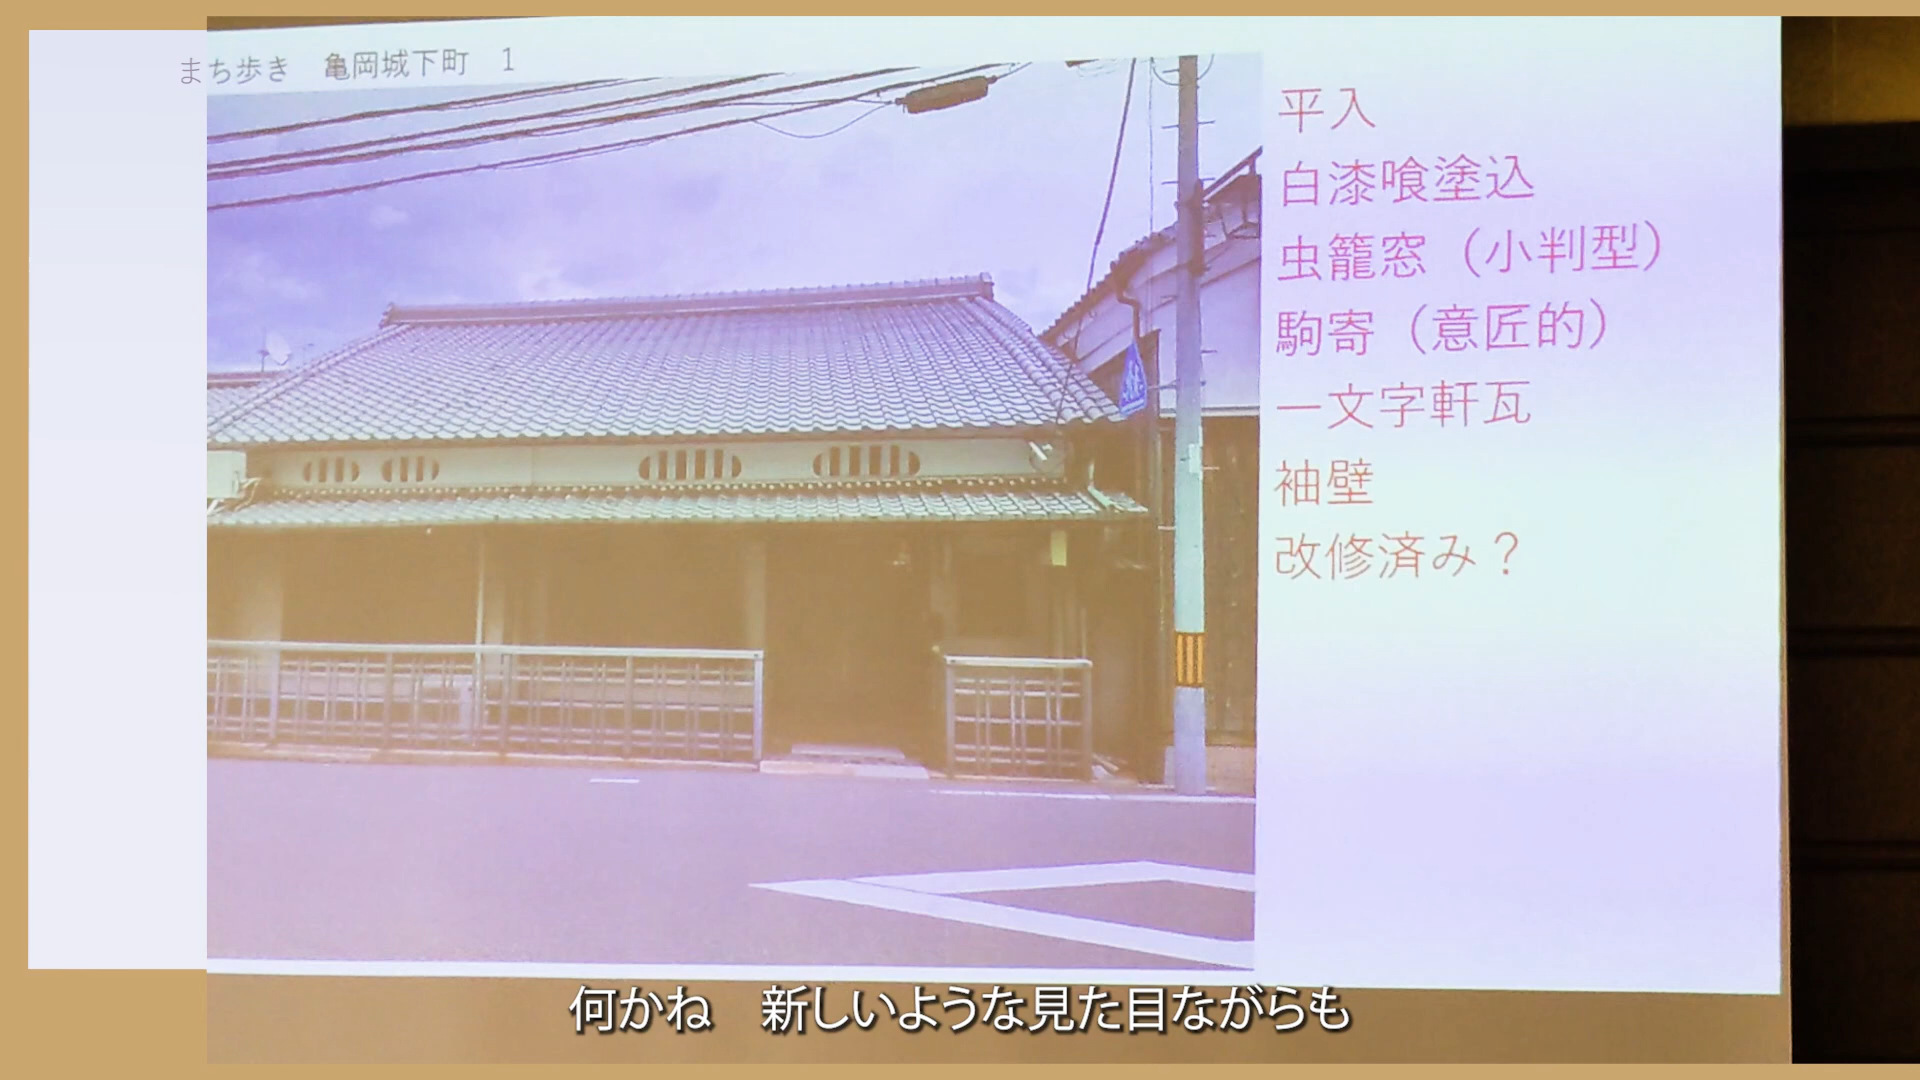 まち歩き　亀岡城下町　1
平入
白漆喰塗込
虫籠窓（小判型）
駒寄（意匠的）
一文字軒瓦
袖壁
改修済み？
何かね　新しいような見た目ながらも